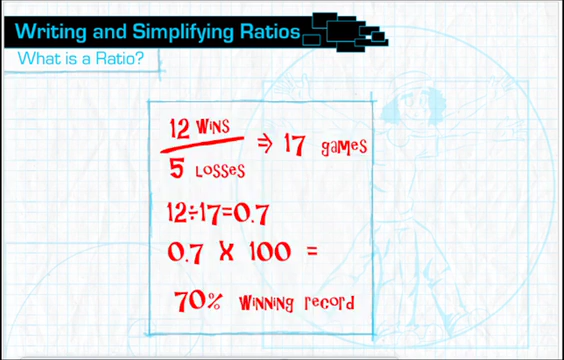 Writing and Simplifying Ratios
What is a Ratio?
12 Wins
5 Losses
⇒ 17 games
12÷17=0.7
0.7 X 100 =
70% Winning record